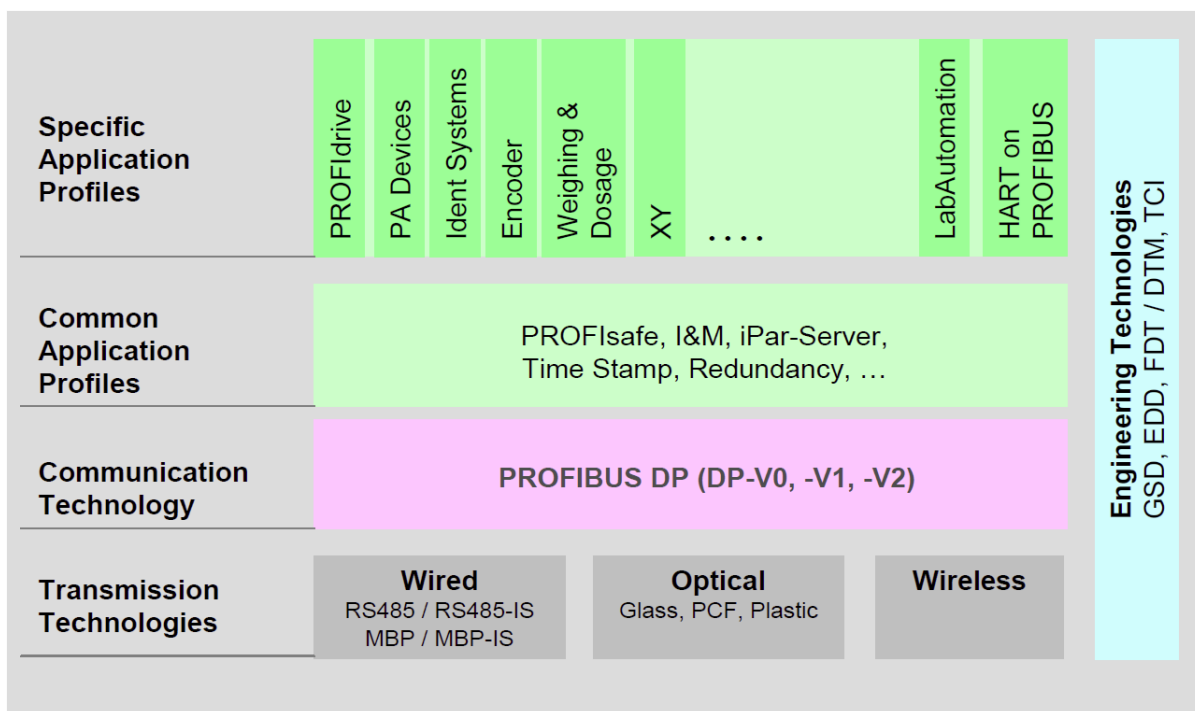 Specific
Application
Profiles
PROFIdrive
PA Devices
Ident Systems
Encoder
Weighing &
Dosage
XY
....
LabAutomation
HART on
PROFIBUS
Common
Application
Profiles
PROFIsafe, I&M, iPar-Server,
Time Stamp, Redundancy, …
Communication
Technology
PROFIBUS DP (DP-V0, -V1, -V2)
Transmission
Technologies
Wired
RS485 / RS485-IS
MBP / MBP-IS
Optical
Glass, PCF, Plastic
Wireless
Engineering Technologies
GSD, EDD, FDT / DTM, TCI